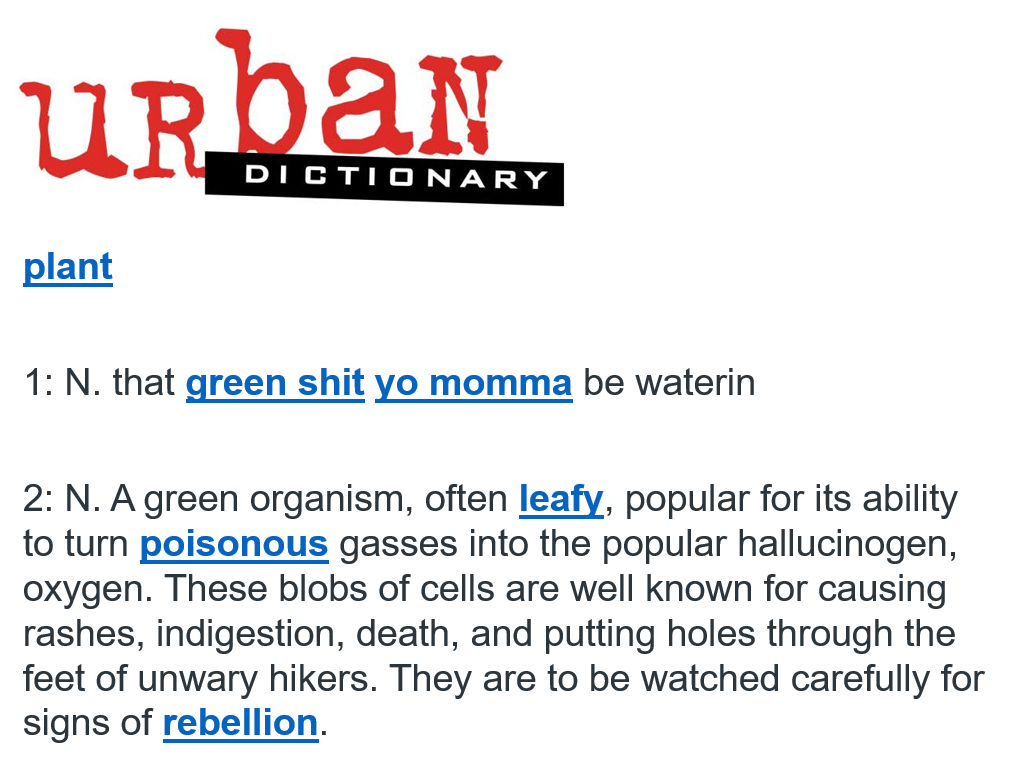 urban
DICTIONARY
plant
1: N. that green shit yo momma be waterin
2: N. A green organism, often leafy, popular for its ability
to turn poisonous gasses into the popular hallucinogen,
oxygen. These blobs of cells are well known for causing
rashes, indigestion, death, and putting holes through the
feet of unwary hikers. They are to be watched carefully for
signs of rebellion.